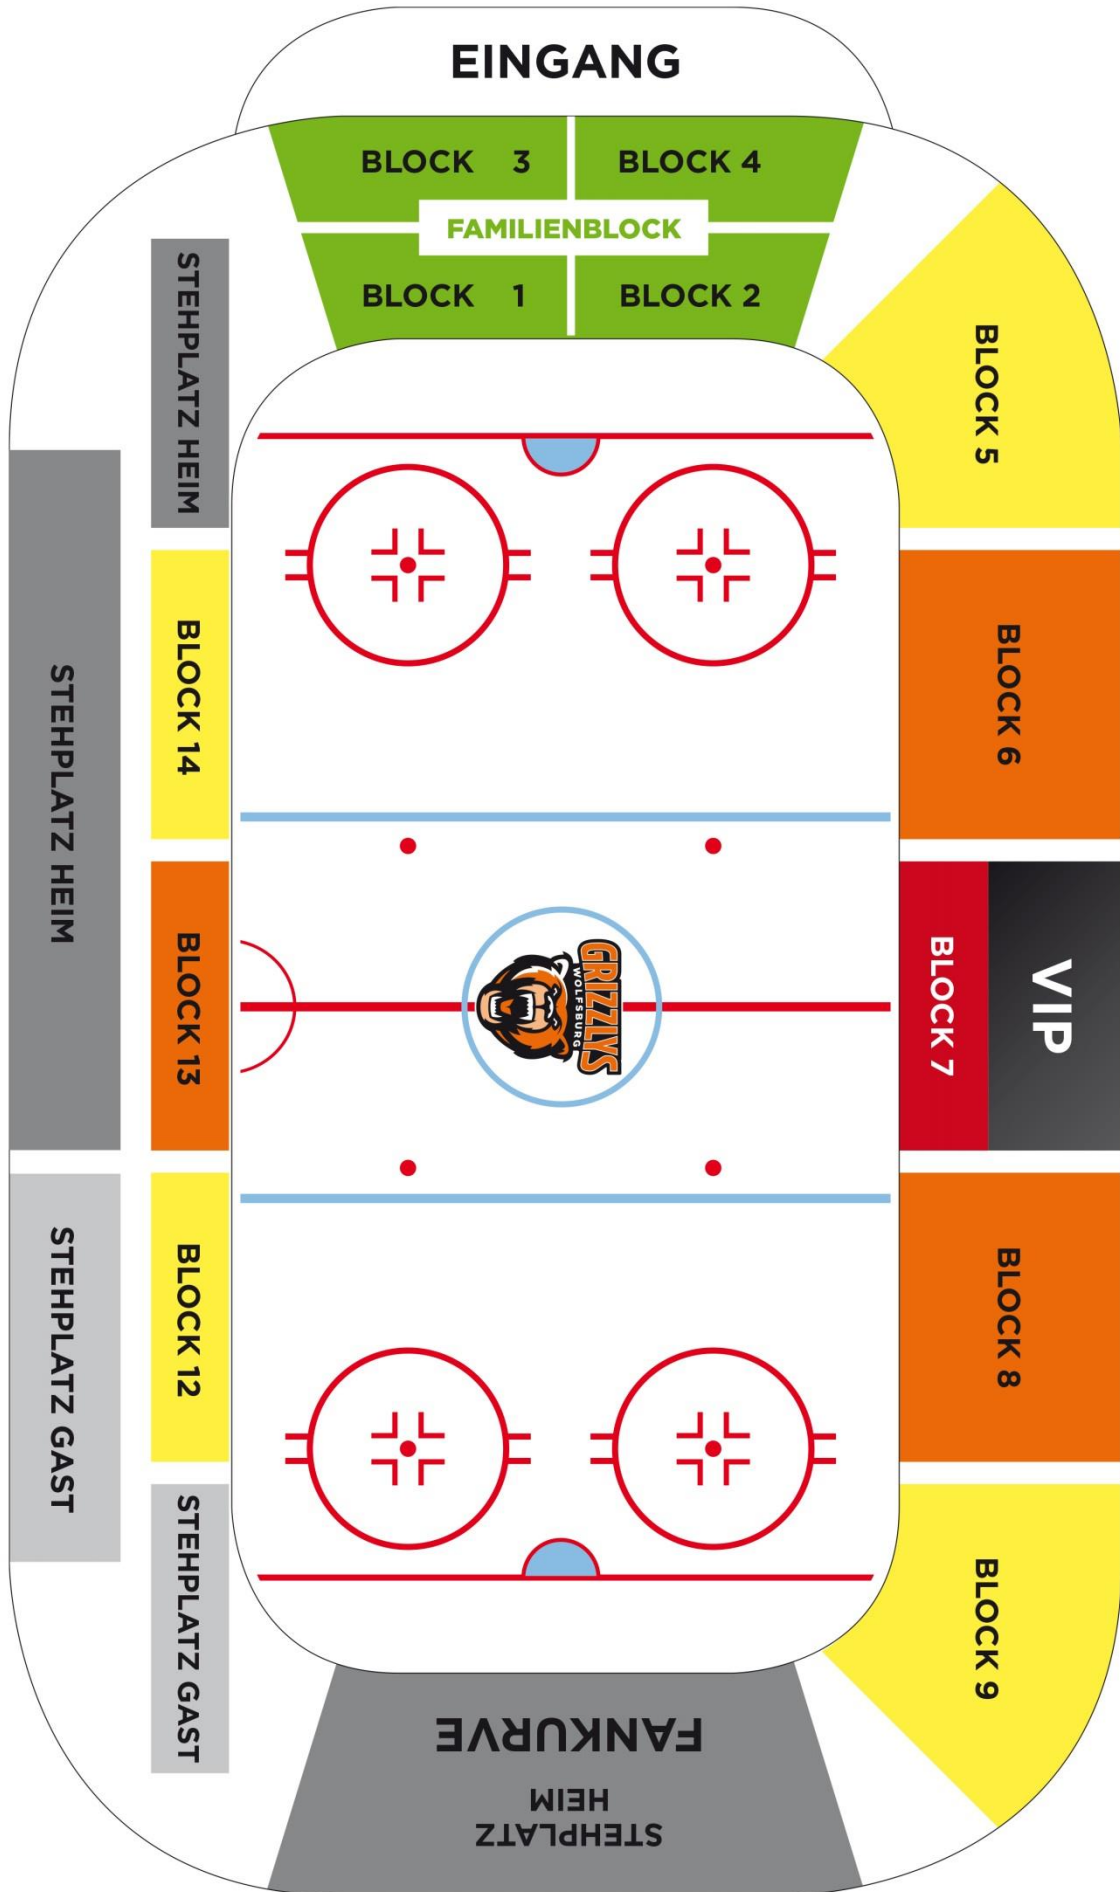 EINGANG
BLOCK 3
BLOCK 4
FAMILIENBLOCK
BLOCK 1
BLOCK 2
STEHPLATZ HEIM
BLOCK 5
STEHPLATZ HEIM
BLOCK 14
BLOCK 6
BLOCK 13
GRIZZLYS
WOLFSBURG
BLOCK 7
VIP
STEHPLATZ GAST
BLOCK 12
BLOCK 8
STEHPLATZ GAST
BLOCK 9
FANKURVE
STEHPLATZ
HEIM